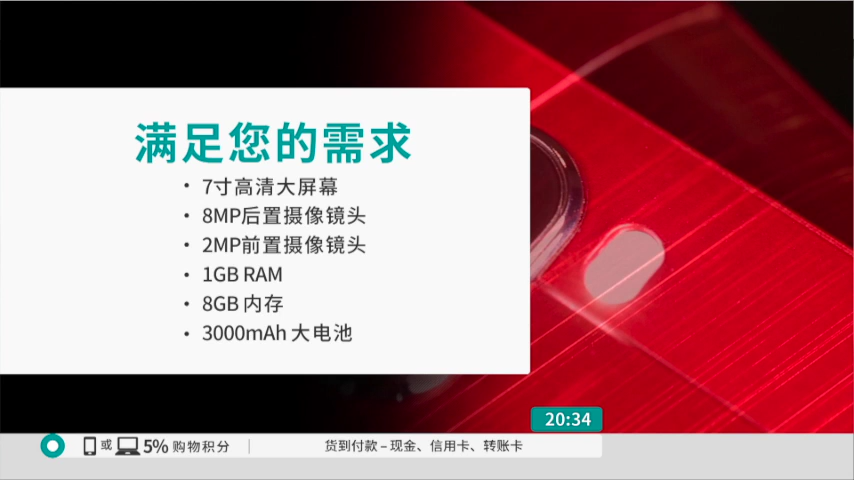 满足您的需求
• 7寸高清大屏幕
• 8MP后置摄像镜头
• 2MP前置摄像镜头
• 1GB RAM
• 8GB 内存
• 3000mAh 大电池
20:34
或 5% 购物积分 | 货到付款 – 现金、信用卡、转账卡